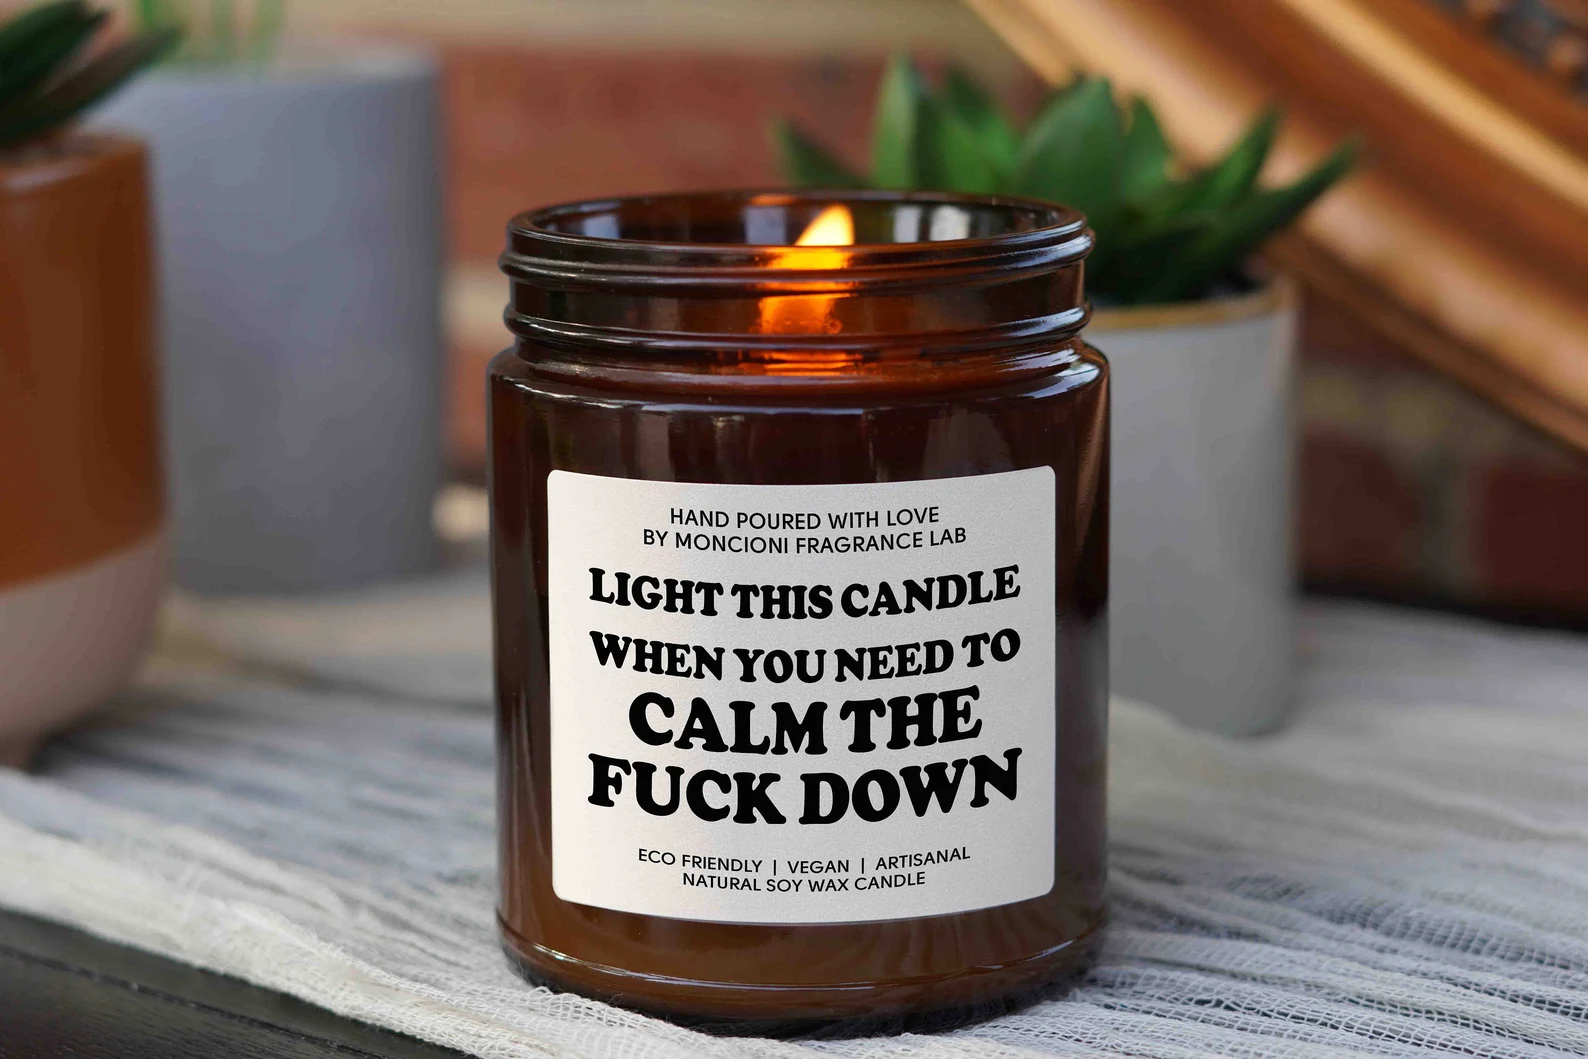 HAND POURED WITH LOVE
BY MONCIONI FRAGRANCE LAB
LIGHT THIS CANDLE
WHEN YOU NEED TO
CALM THE
FUCK DOWN
ECO FRIENDLY | VEGAN | ARTISANAL
NATURAL SOY WAX CANDLE